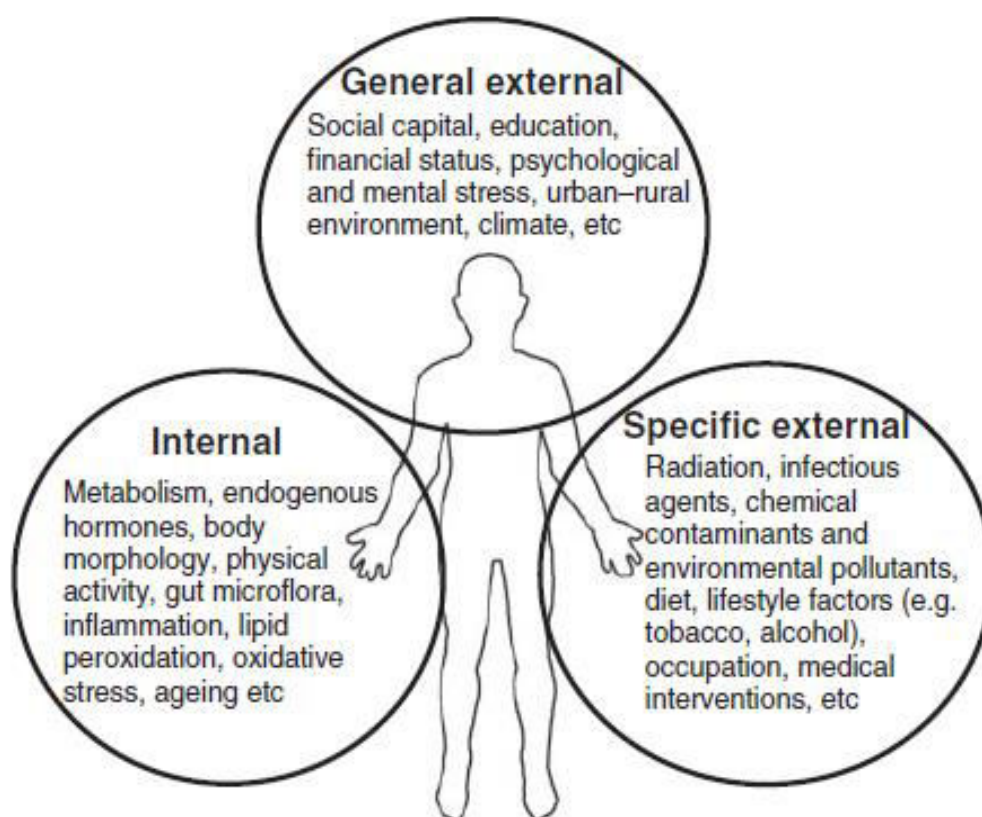 General external
Social capital, education,
financial status, psychological
and mental stress, urban–rural
environment, climate, etc
Internal
Metabolism, endogenous
hormones, body
morphology, physical
activity, gut microflora,
inflammation, lipid
peroxidation, oxidative
stress, ageing etc
Specific external
Radiation, infectious
agents, chemical
contaminants and
environmental pollutants,
diet, lifestyle factors (e.g.
tobacco, alcohol),
occupation, medical
interventions, etc